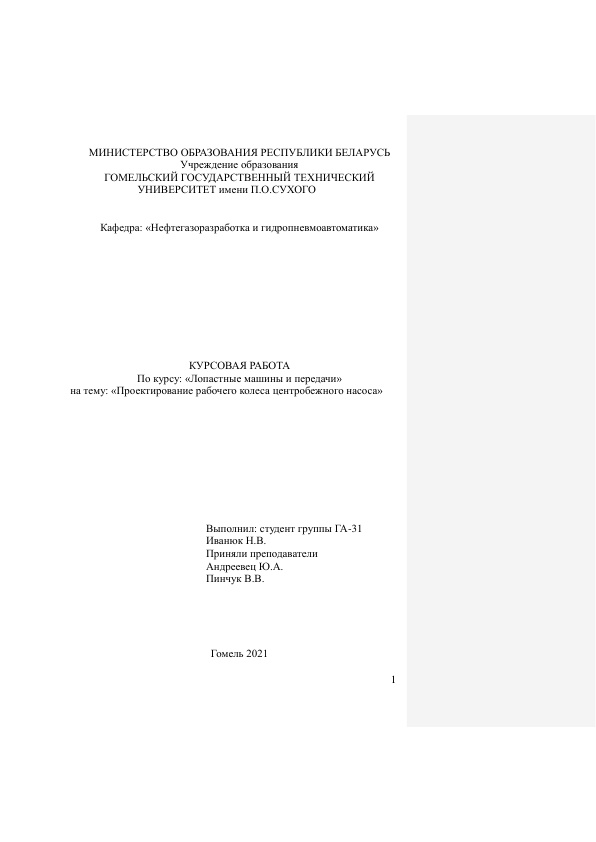 МИНИСТЕРСТВО ОБРАЗОВАНИЯ РЕСПУБЛИКИ БЕЛАРУСЬ
Учреждение образования
ГОМЕЛЬСКИЙ ГОСУДАРСТВЕННЫЙ ТЕХНИЧЕСКИЙ
УНИВЕРСИТЕТ имени П.О.СУХОГО
Кафедра: «Нефтегазоразработка и гидропневмоавтоматика»
КУРСОВАЯ РАБОТА
По курсу: «Лопастные машины и передачи»
на тему: «Проектирование рабочего колеса центробежного насоса»
Выполнил: студент группы ГА-31
Иванюк Н.В.
Приняли преподаватели
Андреевец Ю.А.
Пинчук В.В.
Гомель 2021
1